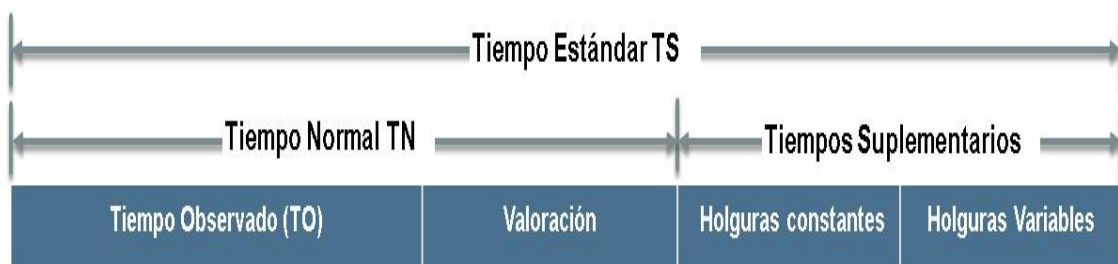 Tiempo Estándar TS
Tiempo Normal TN Tiempos Suplementarios
Tiempo Observado (TO) Valoración Holguras constantes Holguras Variables